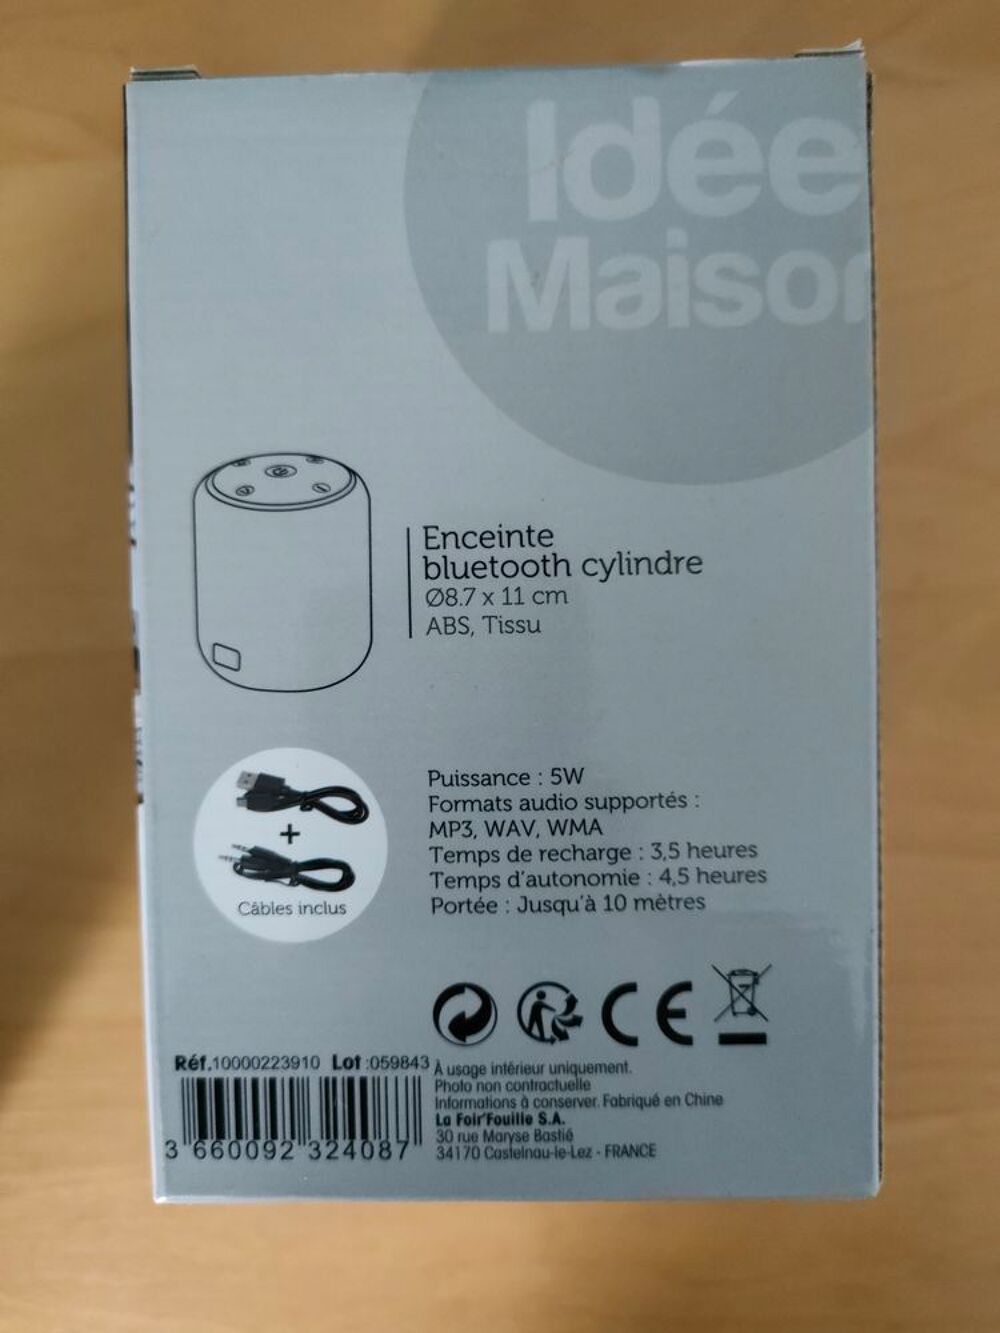 Idée
Maison
Enceinte
bluetooth cylindre
Ø8.7 x 11 cm
ABS, Tissu
Puissance : 5W
Formats audio supportés :
MP3, WAV, WMA
Temps de recharge : 3,5 heures
Temps d'autonomie : 4,5 heures
Portée : Jusqu'à 10 mètres
+
Câbles inclus
CE
Réf.10000223910 Lot :059843
3 660092 324087
À usage intérieur uniquement.
Photo non contractuelle
Informations à conserver. Fabriqué en Chine
La Foir'Fouille S.A.
30 rue Maryse Bastié
34170 Castelnau-le-Lez - FRANCE